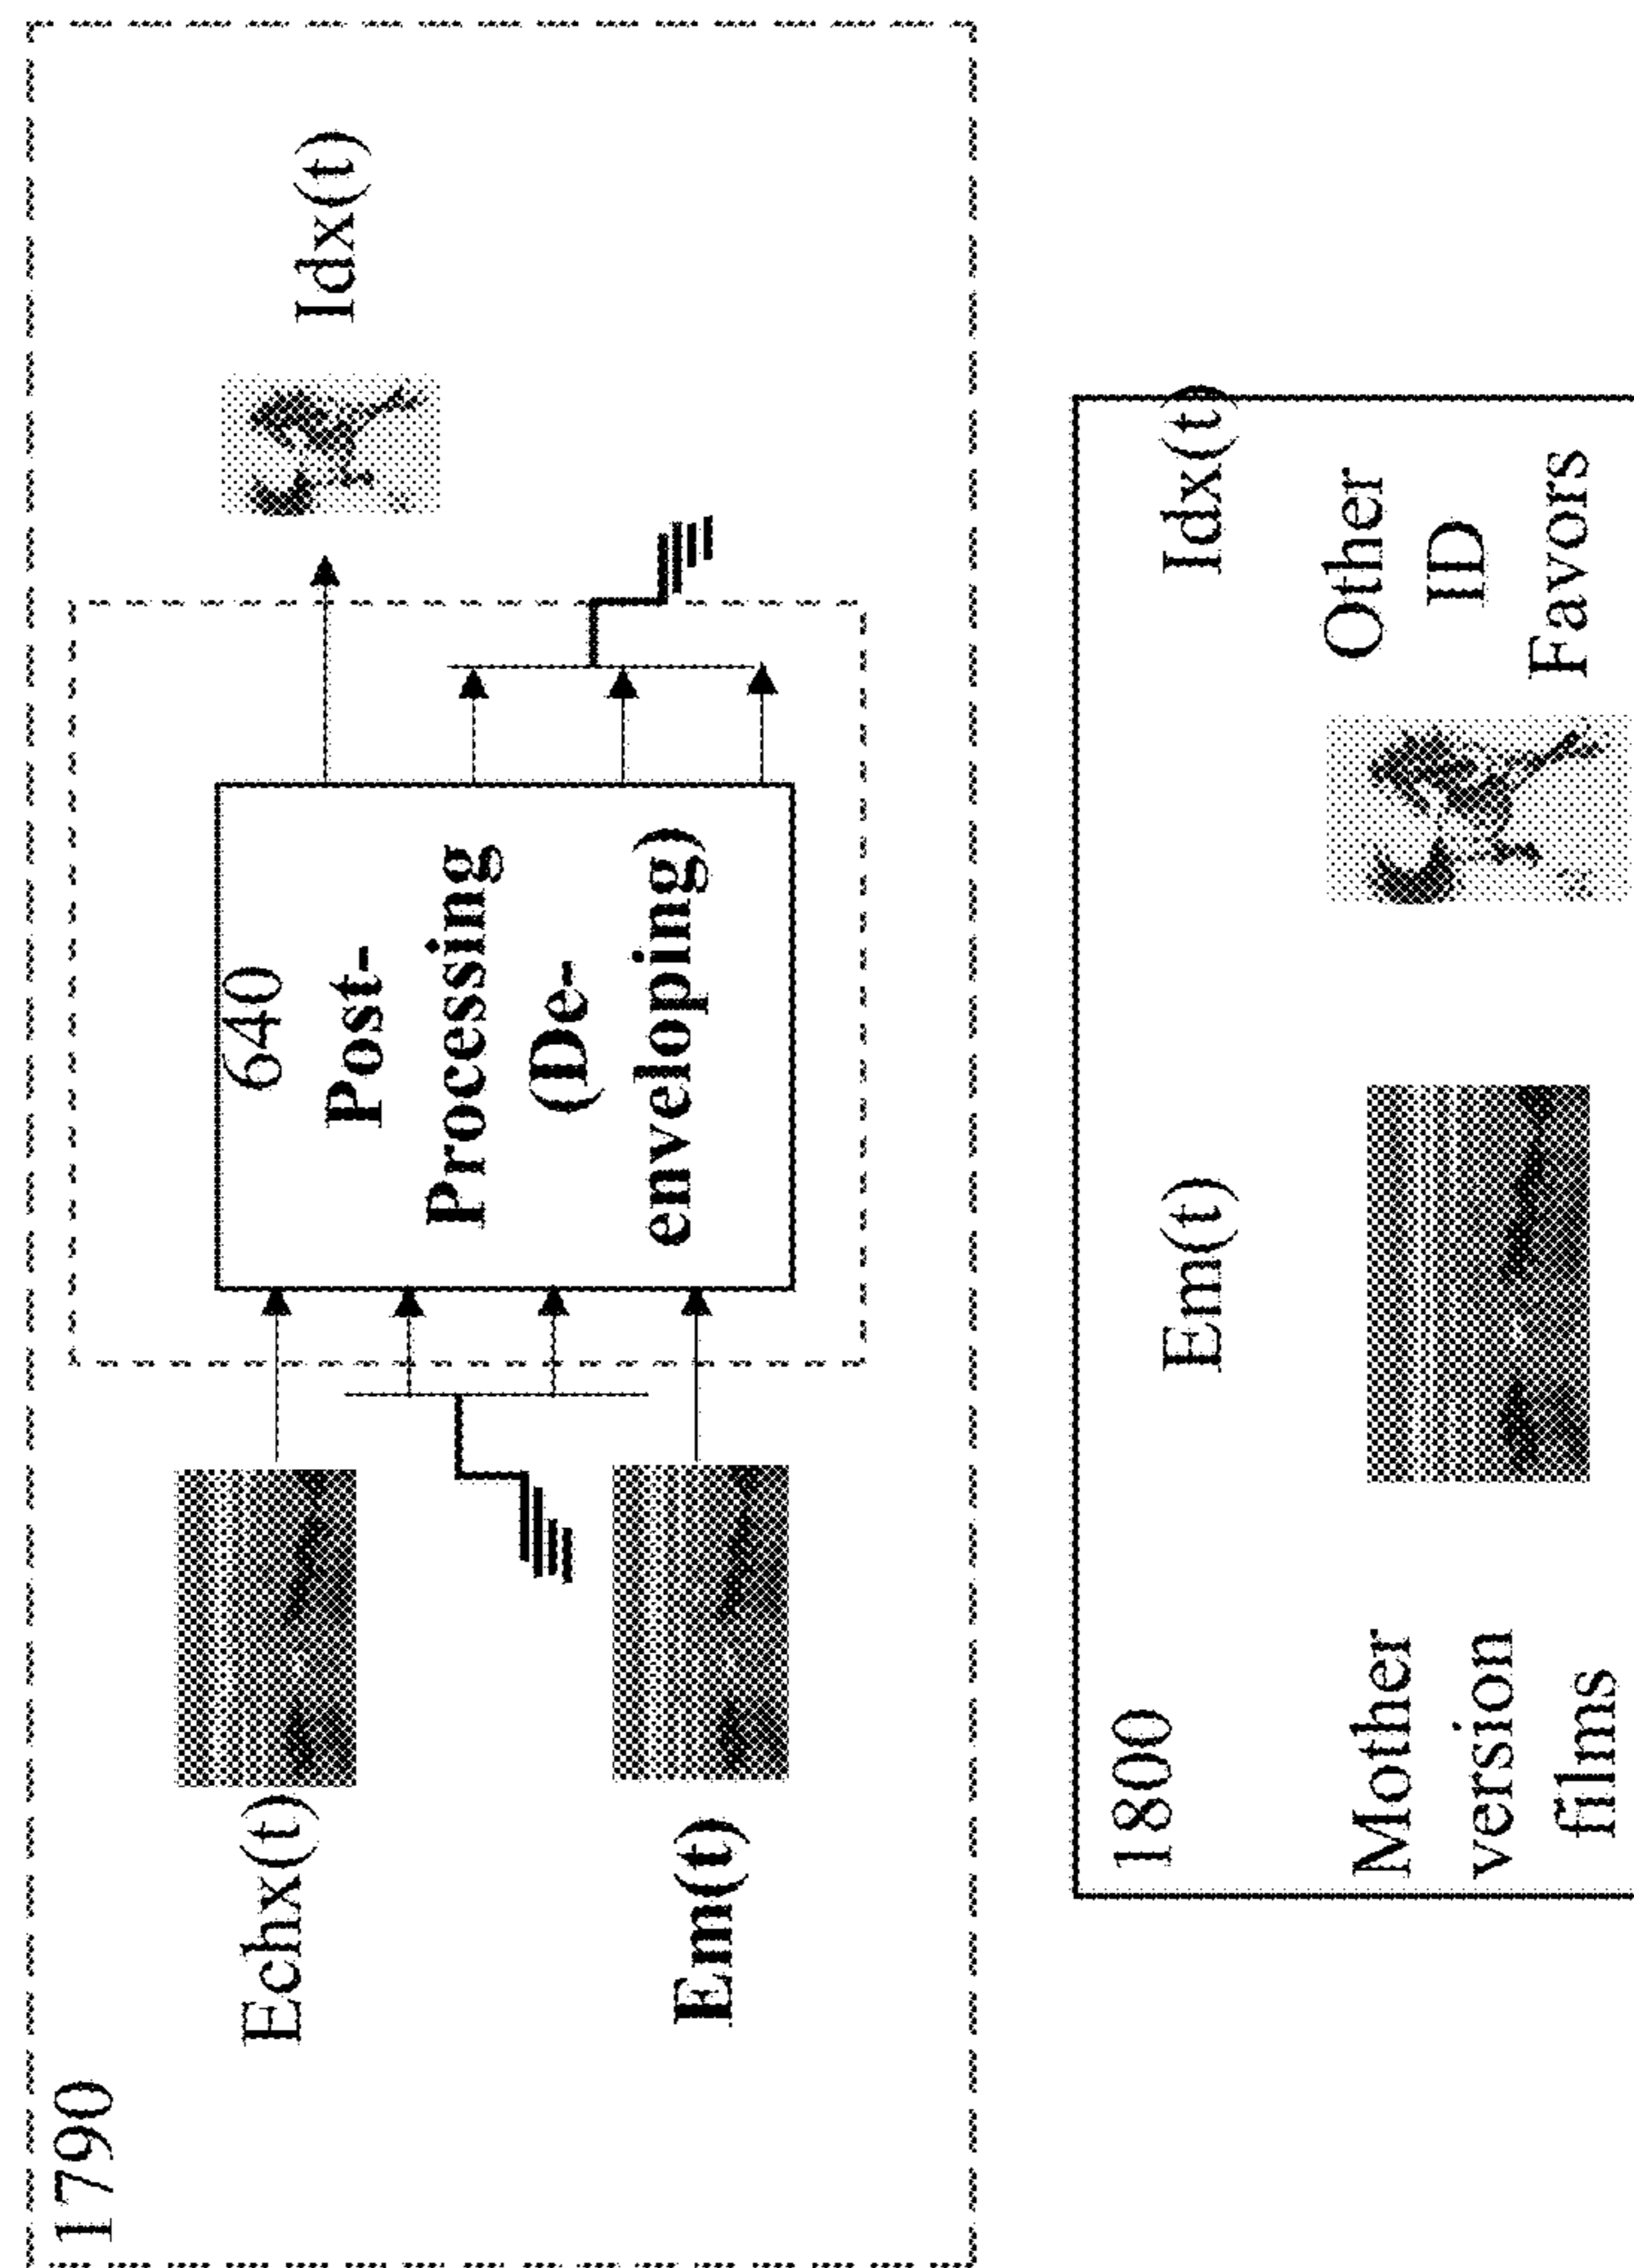 1790
Echx(t)
Em(t)
640
Post-
Processing
(De-
enveloping)
Idx(t)
1800
Mother
version
films
Em(t)
Idx(t)
Other
ID
Favors